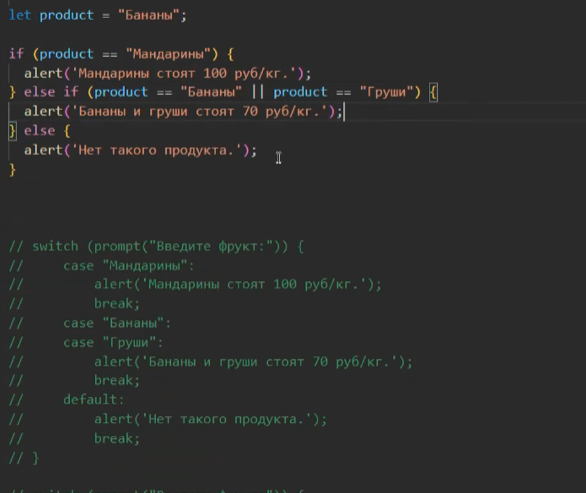 let product = "Бананы";
if (product == "Мандарины") {
  alert('Мандарины стоят 100 руб/кг.');
} else if (product == "Бананы" || product == "Груши") {
  alert('Бананы и груши стоят 70 руб/кг.');
} else {
  alert('Нет такого продукта.');
}
// switch (prompt("Введите фрукт:")) {
//     case "Мандарины":
//         alert('Мандарины стоят 100 руб/кг.');
//         break;
//     case "Бананы":
//     case "Груши":
//         alert('Бананы и груши стоят 70 руб/кг.');
//         break;
//     default:
//         alert('Нет такого продукта.');
//         break;
// }